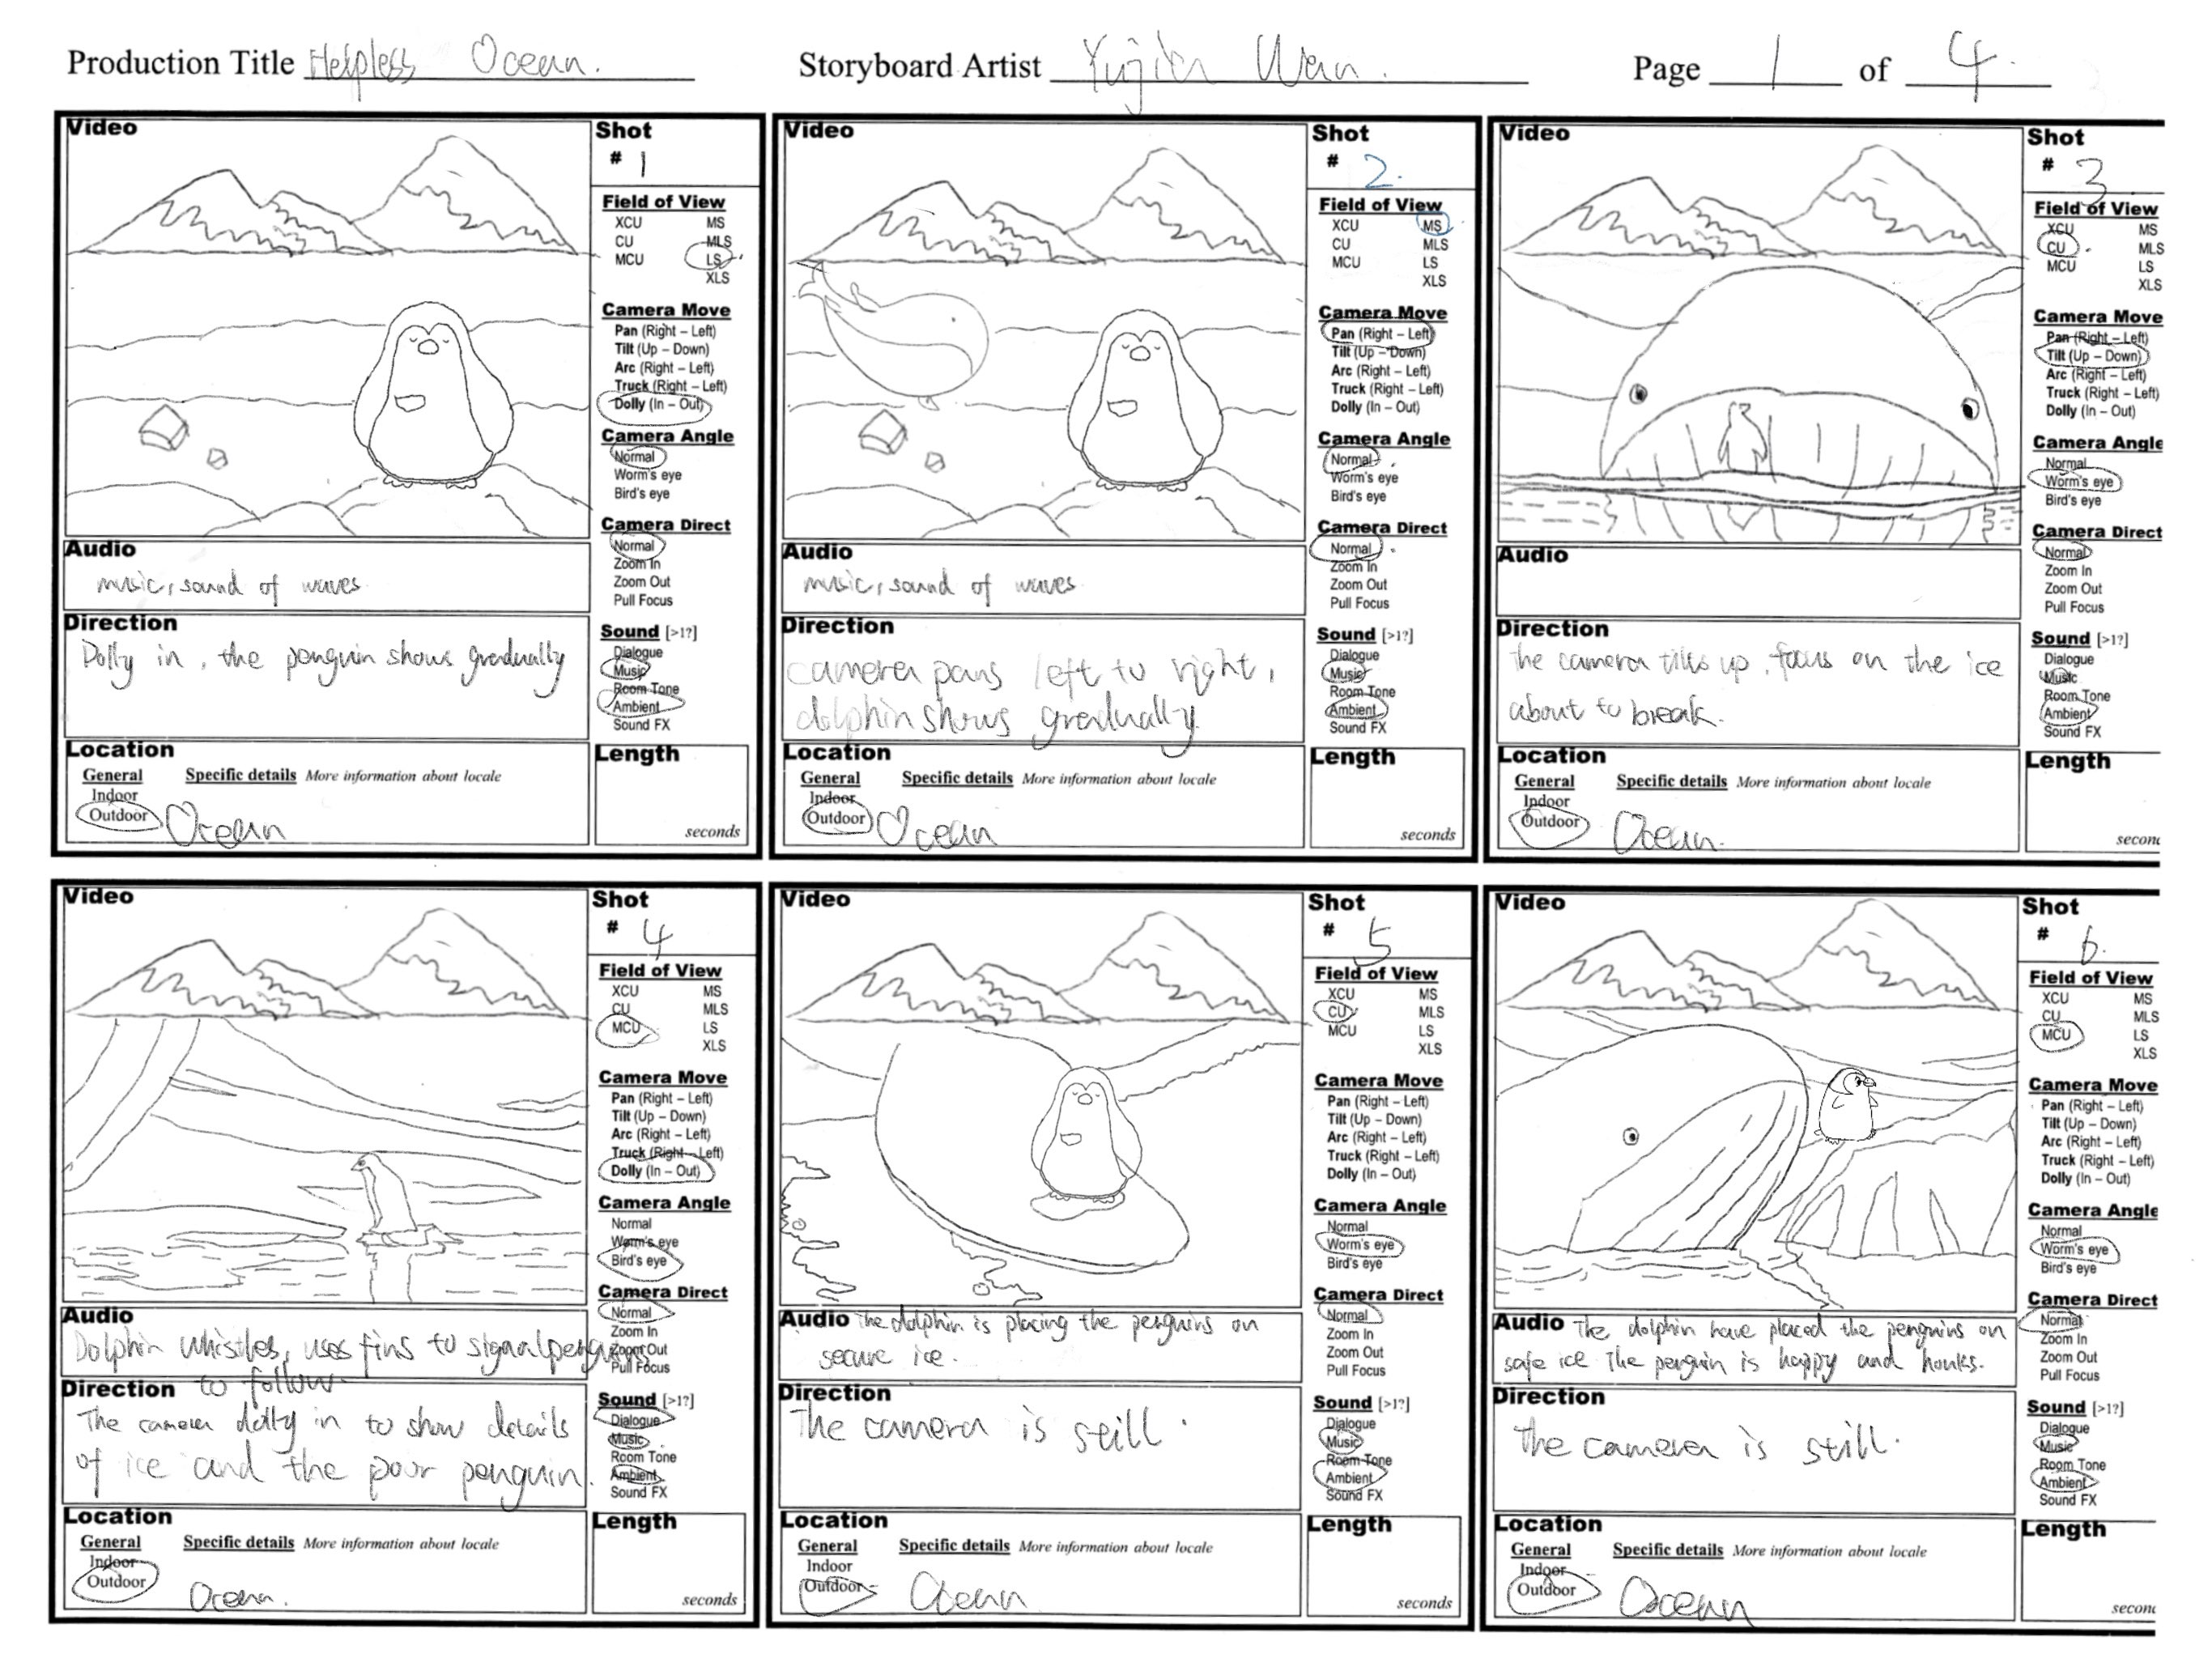 Production Title Helpless Ocean. Storyboard Artist Yujia Wan. Page 1 of 4.
Video
Shot
# 1
Field of View
XCU MS
CU MLS
MCU LS
XLS
Camera Move
Pan (Right – Left)
Tilt (Up – Down)
Arc (Right – Left)
Truck (Right – Left)
Dolly (In – Out)
Camera Angle
Normal
Worm's eye
Bird's eye
Camera Direct
Normal
Zoom In
Zoom Out
Pull Focus
Sound [>1?]
Dialogue
Music
Room Tone
Ambient
Sound FX
Audio
music, sound of waves
Direction
Dolly in, the penguin shows gradually
Location
General Specific details More information about locale
Indoor
Outdoor Ocean
Length
seconds
Video
Shot
# 2.
Field of View
XCU MS
CU MLS
MCU LS
XLS
Camera Move
Pan (Right – Left)
Tilt (Up – Down)
Arc (Right – Left)
Truck (Right – Left)
Dolly (In – Out)
Camera Angle
Normal
Worm's eye
Bird's eye
Camera Direct
Normal
Zoom In
Zoom Out
Pull Focus
Sound [>1?]
Dialogue
Music
Room Tone
Ambient
Sound FX
Audio
music, sound of waves
Direction
camera pans left to right,
dolphin shows gradually
Location
General Specific details More information about locale
Indoor
Outdoor Ocean
Length
seconds
Video
Shot
# 3
Field of View
XCU MS
CU MLS
MCU LS
XLS
Camera Move
Pan (Right – Left)
Tilt (Up – Down)
Arc (Right – Left)
Truck (Right – Left)
Dolly (In – Out)
Camera Angle
Normal
Worm's eye
Bird's eye
Camera Direct
Normal
Zoom In
Zoom Out
Pull Focus
Sound [>1?]
Dialogue
Music
Room Tone
Ambient
Sound FX
Audio
Direction
the camera tilts up, focus on the ice
about to break.
Location
General Specific details More information about locale
Indoor
Outdoor Ocean.
Length
secon
Video
Shot
# 4
Field of View
XCU MS
CU MLS
MCU LS
XLS
Camera Move
Pan (Right – Left)
Tilt (Up – Down)
Arc (Right – Left)
Truck (Right – Left)
Dolly (In – Out)
Camera Angle
Normal
Worm's eye
Bird's eye
Camera Direct
Normal
Zoom In
Zoom Out
Pull Focus
Sound [>1?]
Dialogue
Music
Room Tone
Ambient
Sound FX
Audio
Dolphin whistles, uses fins to signal penguins
to follow.
Direction
The camera dolly in to show details
of ice and the poor penguin.
Location
General Specific details More information about locale
Indoor
Outdoor Ocean.
Length
seconds
Video
Shot
# 5
Field of View
XCU MS
CU MLS
MCU LS
XLS
Camera Move
Pan (Right – Left)
Tilt (Up – Down)
Arc (Right – Left)
Truck (Right – Left)
Dolly (In – Out)
Camera Angle
Normal
Worm's eye
Bird's eye
Camera Direct
Normal
Zoom In
Zoom Out
Pull Focus
Sound [>1?]
Dialogue
Music
Room Tone
Ambient
Sound FX
Audio The dolphin is placing the penguins on
secure ice.
Direction
The camera is still.
Location
General Specific details More information about locale
Indoor
Outdoor Ocean
Length
seconds
Video
Shot
# 6.
Field of View
XCU MS
CU MLS
MCU LS
XLS
Camera Move
Pan (Right – Left)
Tilt (Up – Down)
Arc (Right – Left)
Truck (Right – Left)
Dolly (In – Out)
Camera Angle
Normal
Worm's eye
Bird's eye
Camera Direct
Normal
Zoom In
Zoom Out
Pull Focus
Sound [>1?]
Dialogue
Music
Room Tone
Ambient
Sound FX
Audio The dolphin have placed the penguins on
safe ice. The penguin is happy and honks.
Direction
The camera is still.
Location
General Specific details More information about locale
Indoor
Outdoor Ocean
Length
secon